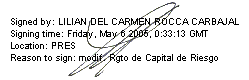 Signed by: LILIAN DEL CARMEN ROCCA CARBAJAL
Signing time: Friday, May 6 2005, 0:33:13 GMT
Location: PRES
Reason to sign: modif. Rgto de Capital de Riesgo